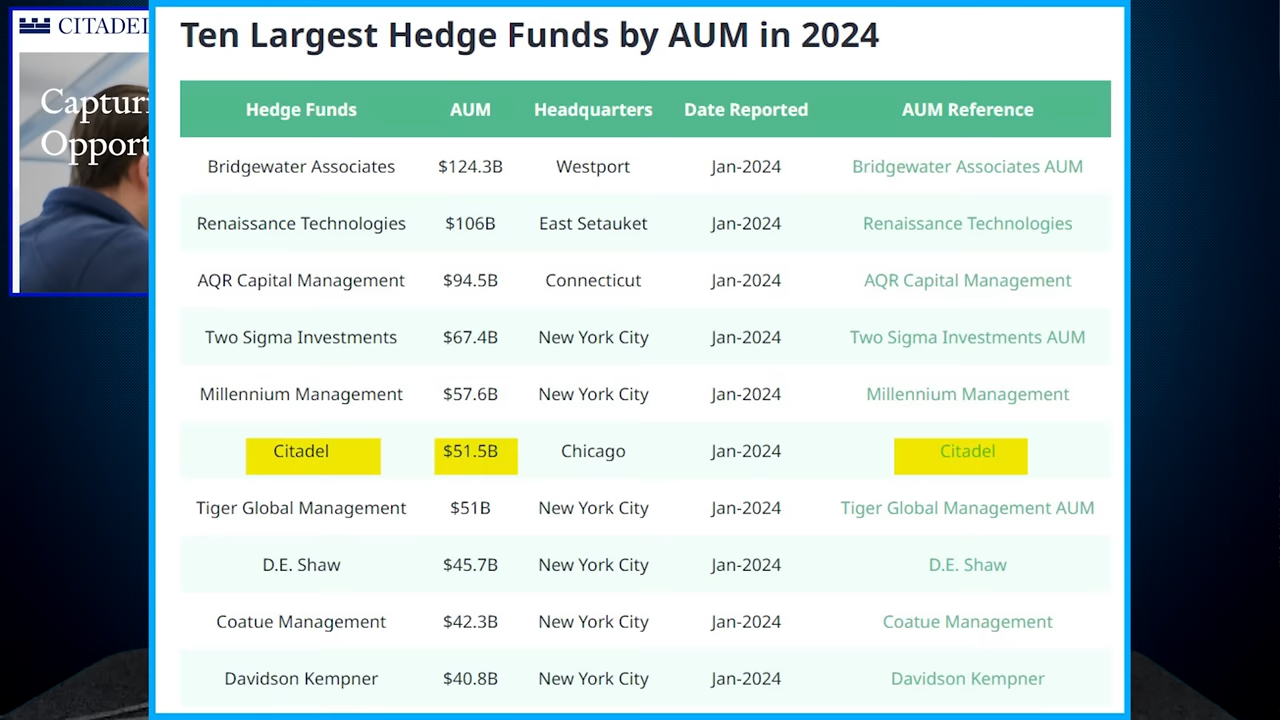 CITADEL
Capturi
Opport
Ten Largest Hedge Funds by AUM in 2024
Hedge Funds AUM Headquarters Date Reported AUM Reference
Bridgewater Associates $124.3B Westport Jan-2024 Bridgewater Associates AUM
Renaissance Technologies $106B East Setauket Jan-2024 Renaissance Technologies
AQR Capital Management $94.5B Connecticut Jan-2024 AQR Capital Management
Two Sigma Investments $67.4B New York City Jan-2024 Two Sigma Investments AUM
Millennium Management $57.6B New York City Jan-2024 Millennium Management
Citadel $51.5B Chicago Jan-2024 Citadel
Tiger Global Management $51B New York City Jan-2024 Tiger Global Management AUM
D.E. Shaw $45.7B New York City Jan-2024 D.E. Shaw
Coatue Management $42.3B New York City Jan-2024 Coatue Management
Davidson Kempner $40.8B New York City Jan-2024 Davidson Kempner